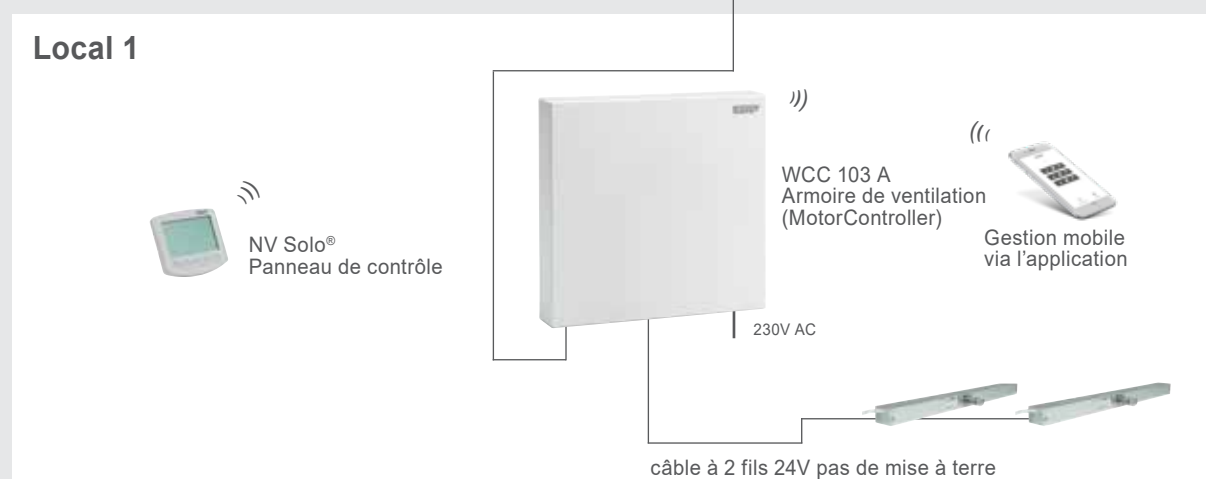 Local 1
NV Solo®
Panneau de contrôle
WCC 103 A
Armoire de ventilation
(MotorController)
Gestion mobile
via l’application
230V AC
câble à 2 fils 24V pas de mise à terre